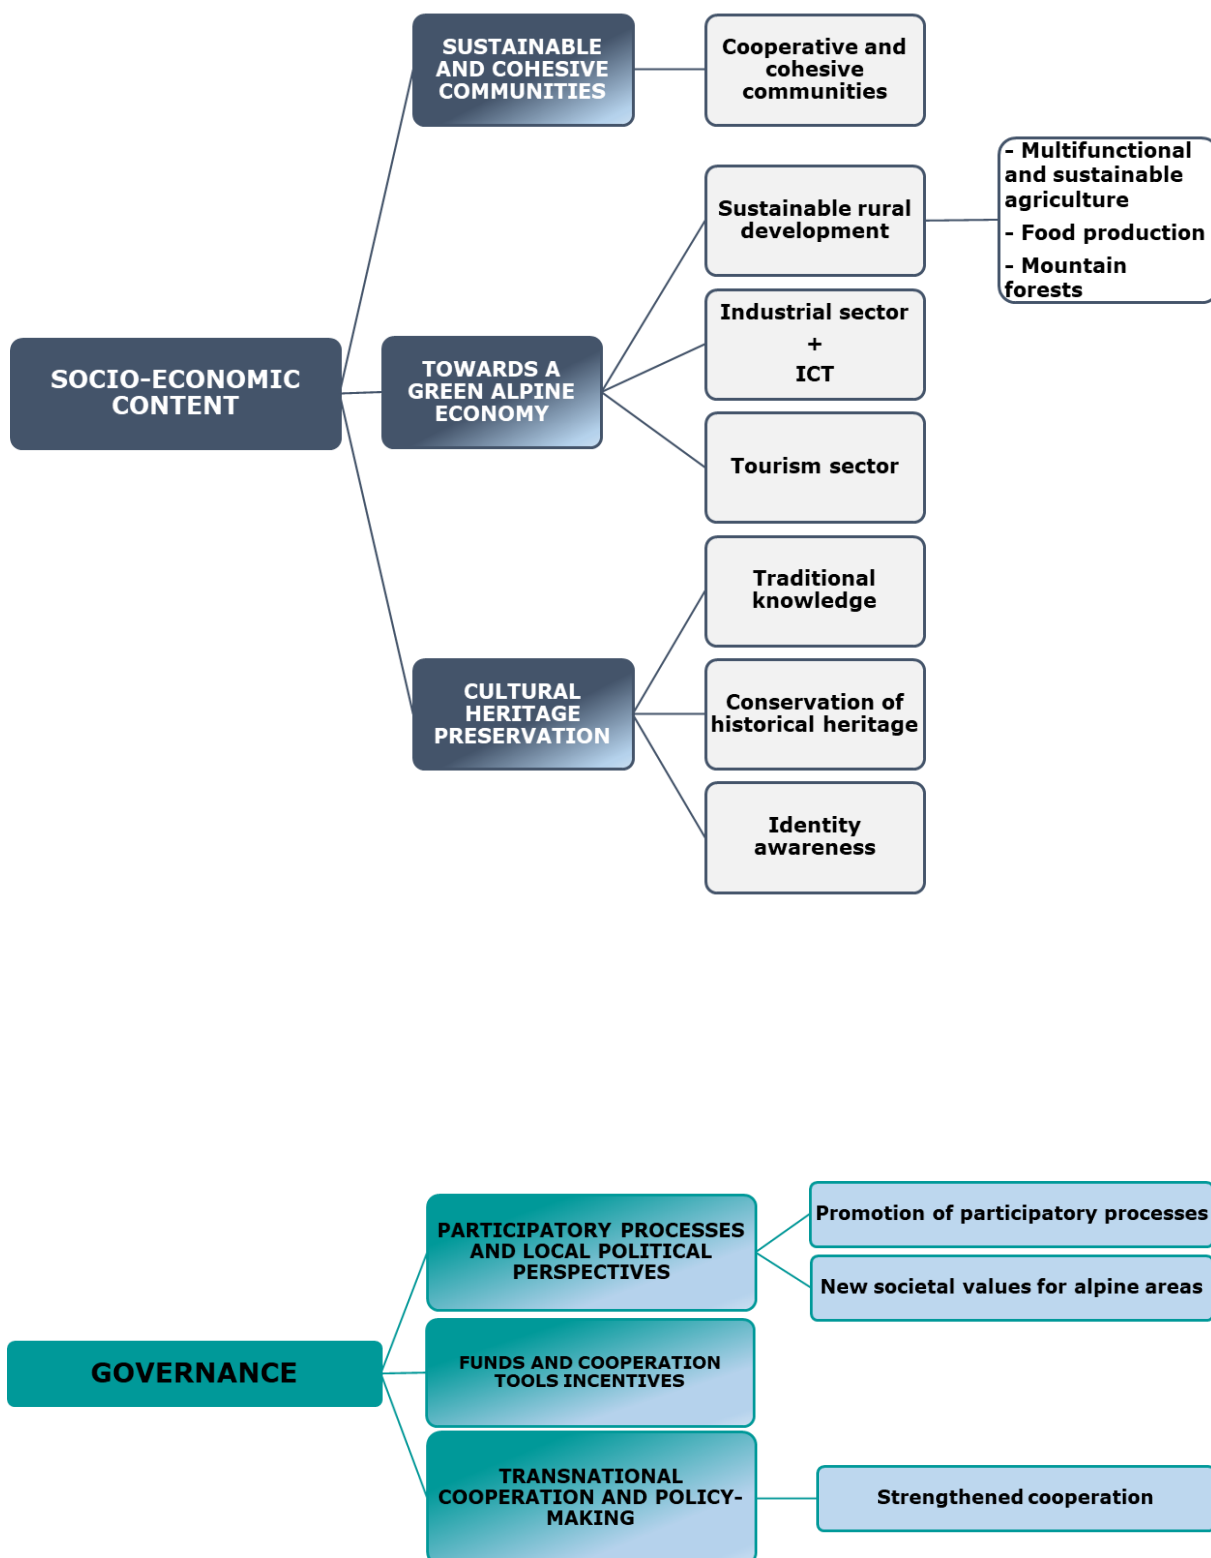 SUSTAINABLE
AND COHESIVE
COMMUNITIES
Cooperative and
cohesive
communities
- Multifunctional
and sustainable
agriculture
- Food production
- Mountain
forests
Sustainable rural
development
Industrial sector
+
ICT
SOCIO-ECONOMIC
CONTENT
TOWARDS A
GREEN ALPINE
ECONOMY
Tourism sector
Traditional
knowledge
CULTURAL
HERITAGE
PRESERVATION
Conservation of
historical heritage
Identity
awareness
PARTICIPATORY PROCESSES
AND LOCAL POLITICAL
PERSPECTIVES
Promotion of participatory processes
New societal values for alpine areas
GOVERNANCE
FUNDS AND COOPERATION
TOOLS INCENTIVES
TRANSNATIONAL
COOPERATION AND POLICY-
MAKING
Strengthened cooperation